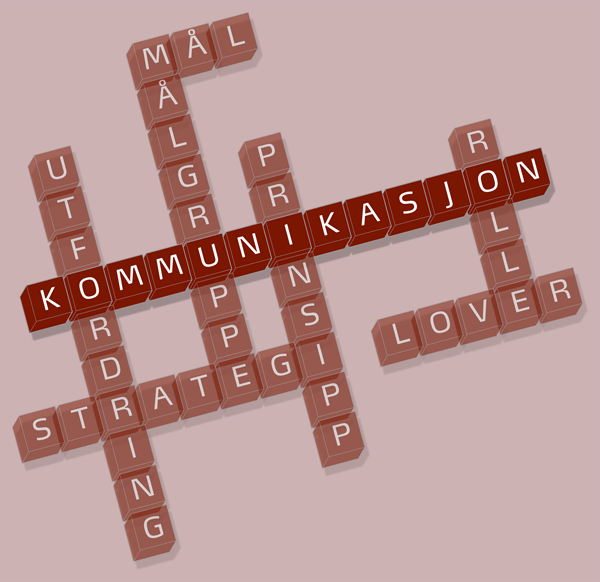 MÅL
MÅLGRUPPE
UTFORDRING
PRINSIPP
ROLLE
KOMMUNIKASJON
LOVER
STRATEGI